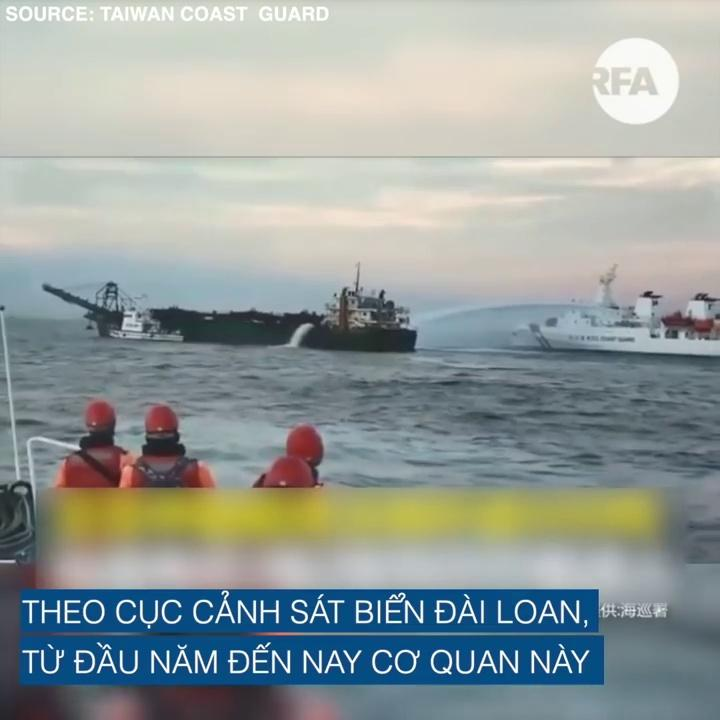 SOURCE: TAIWAN COAST GUARD
RFA
供:海巡署
THEO CỤC CẢNH SÁT BIỂN ĐÀI LOAN,
TỪ ĐẦU NĂM ĐẾN NAY CƠ QUAN NÀY